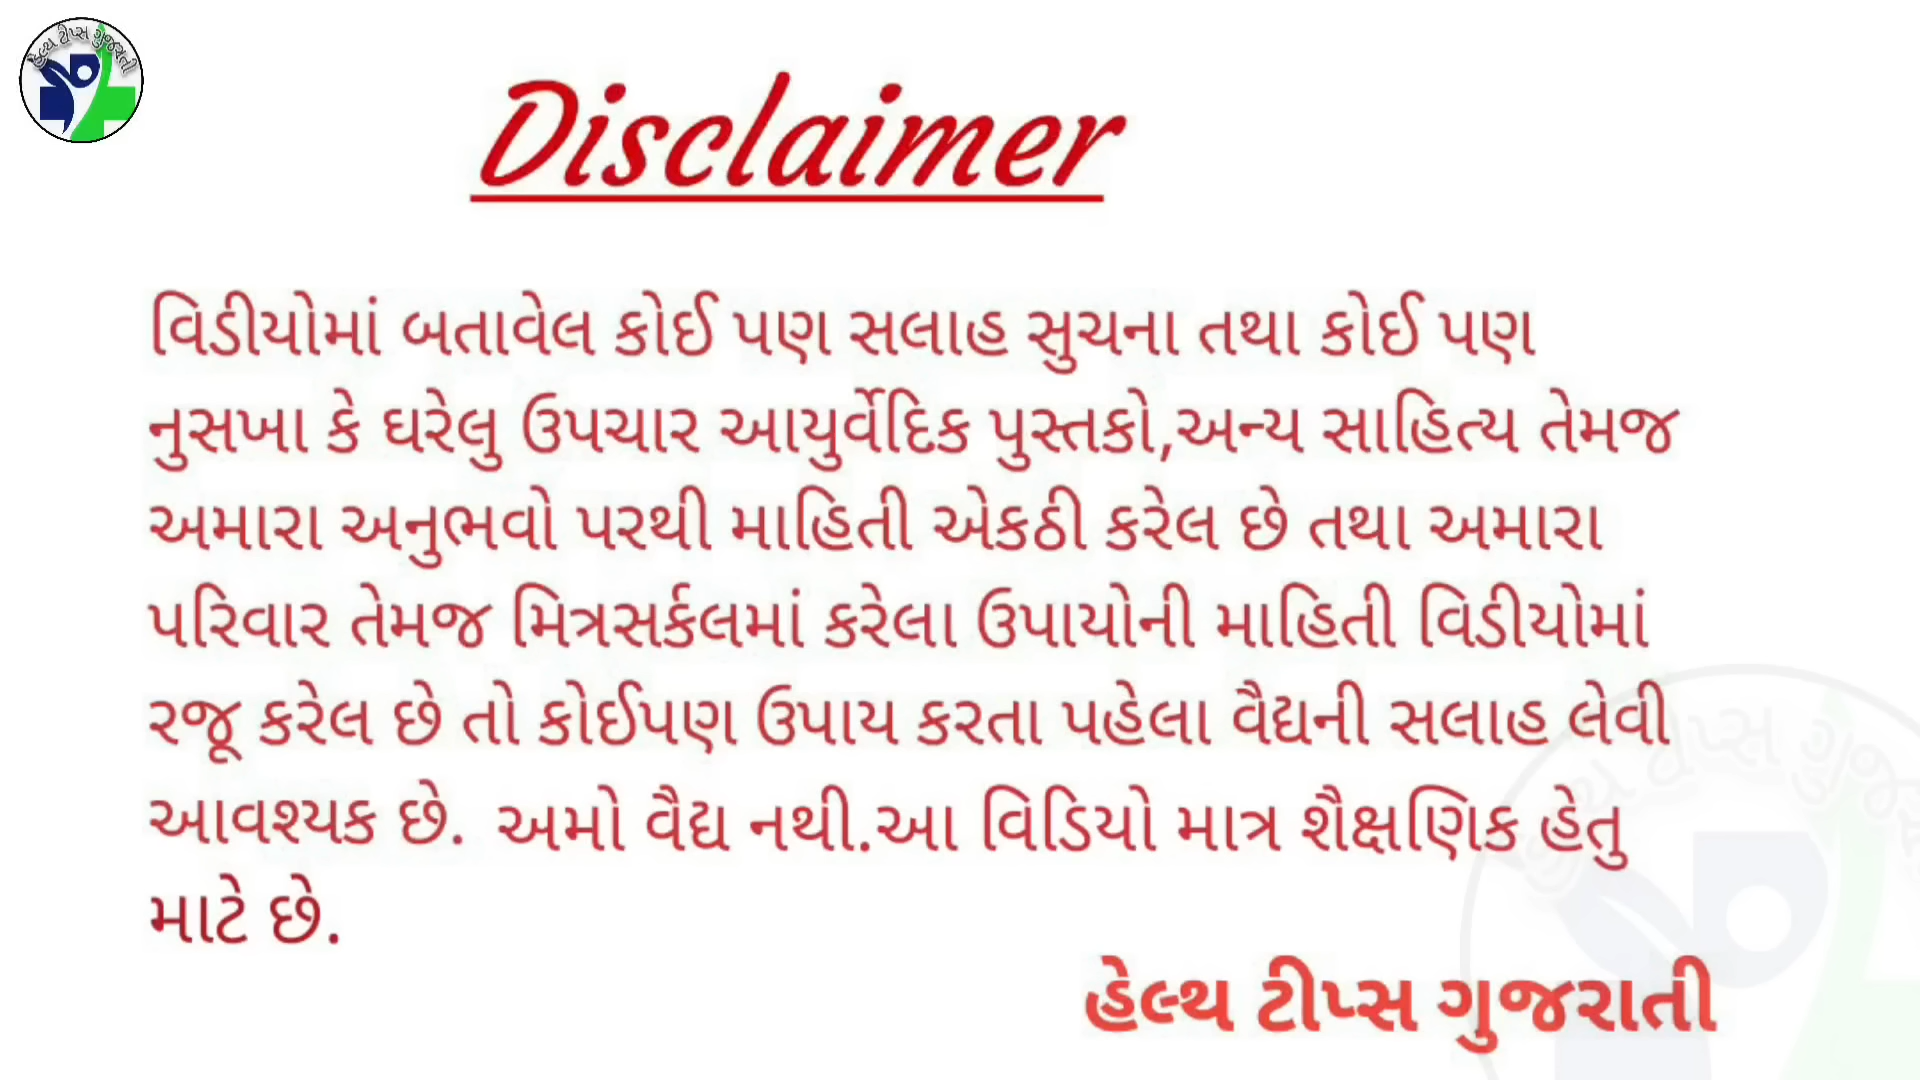 હેલ્થ ટીપ્સ ગુજરાતી
Disclaimer
વિડીયોમાં બતાવેલ કોઈ પણ સલાહ સુચના તથા કોઈ પણ
નુસખા કે ઘરેલુ ઉપચાર આયુર્વેદિક પુસ્તકો,અન્ય સાહિત્ય તેમજ
અમારા અનુભવો પરથી માહિતી એકઠી કરેલ છે તથા અમારા
પરિવાર તેમજ મિત્રસર્કલમાં કરેલા ઉપાયોની માહિતી વિડીયોમાં
રજૂ કરેલ છે તો કોઈપણ ઉપાય કરતા પહેલા વૈદ્યની સલાહ લેવી
આવશ્યક છે. અમો વૈદ્ય નથી.આ વિડિયો માત્ર શૈક્ષણિક હેતુ
માટે છે.
હેલ્થ ટીપ્સ ગુજરાતી